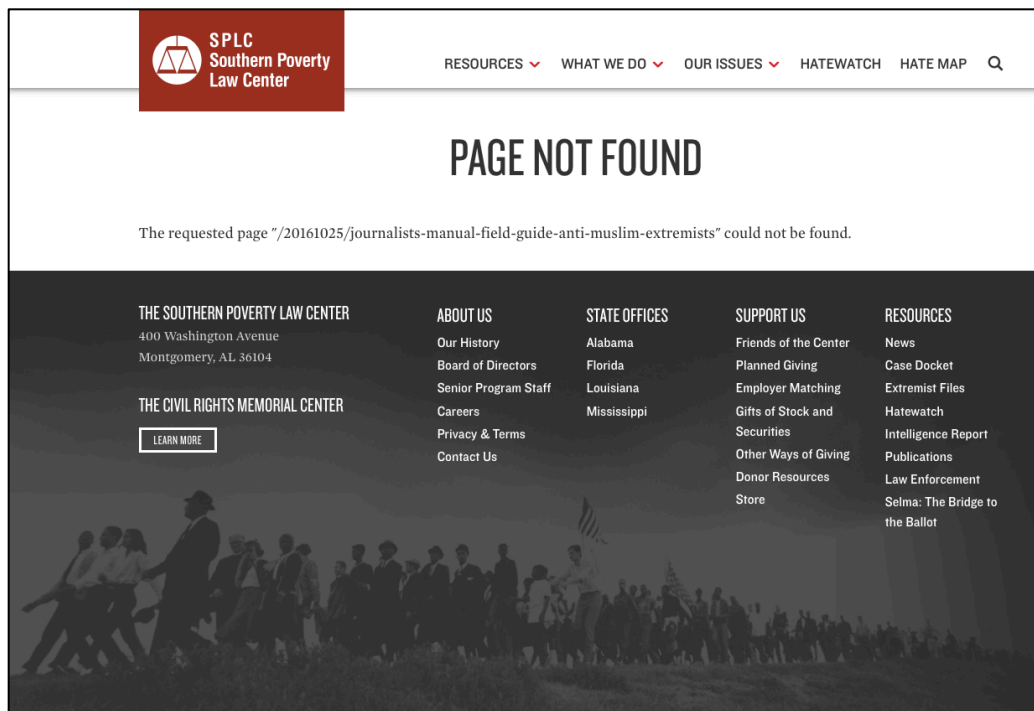 SPLC
Southern Poverty
Law Center
RESOURCES
WHAT WE DO
OUR ISSUES
HATEWATCH
HATE MAP
PAGE NOT FOUND
The requested page "/20161025/journalists-manual-field-guide-anti-muslim-extremists" could not be found.
THE SOUTHERN POVERTY LAW CENTER
400 Washington Avenue
Montgomery, AL 36104
THE CIVIL RIGHTS MEMORIAL CENTER
LEARN MORE
ABOUT US
Our History
Board of Directors
Senior Program Staff
Careers
Privacy & Terms
Contact Us
STATE OFFICES
Alabama
Florida
Louisiana
Mississippi
SUPPORT US
Friends of the Center
Planned Giving
Employer Matching
Gifts of Stock and
Securities
Other Ways of Giving
Donor Resources
Store
RESOURCES
News
Case Docket
Extremist Files
Hatewatch
Intelligence Report
Publications
Law Enforcement
Selma: The Bridge to
the Ballot